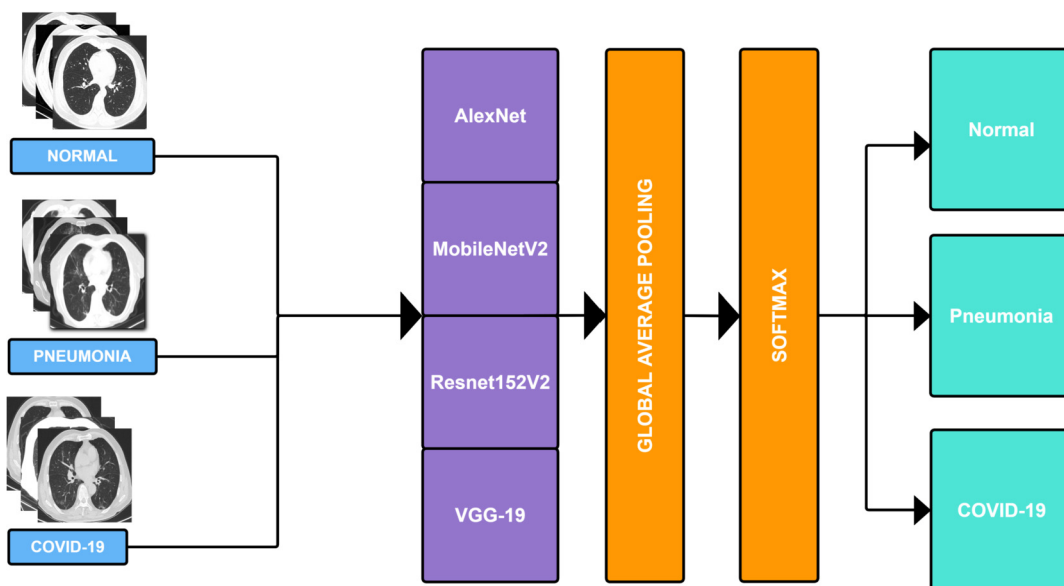 NORMAL
PNEUMONIA
COVID-19
AlexNet
MobileNetV2
Resnet152V2
VGG-19
GLOBAL AVERAGE POOLING
SOFTMAX
Normal
Pneumonia
COVID-19